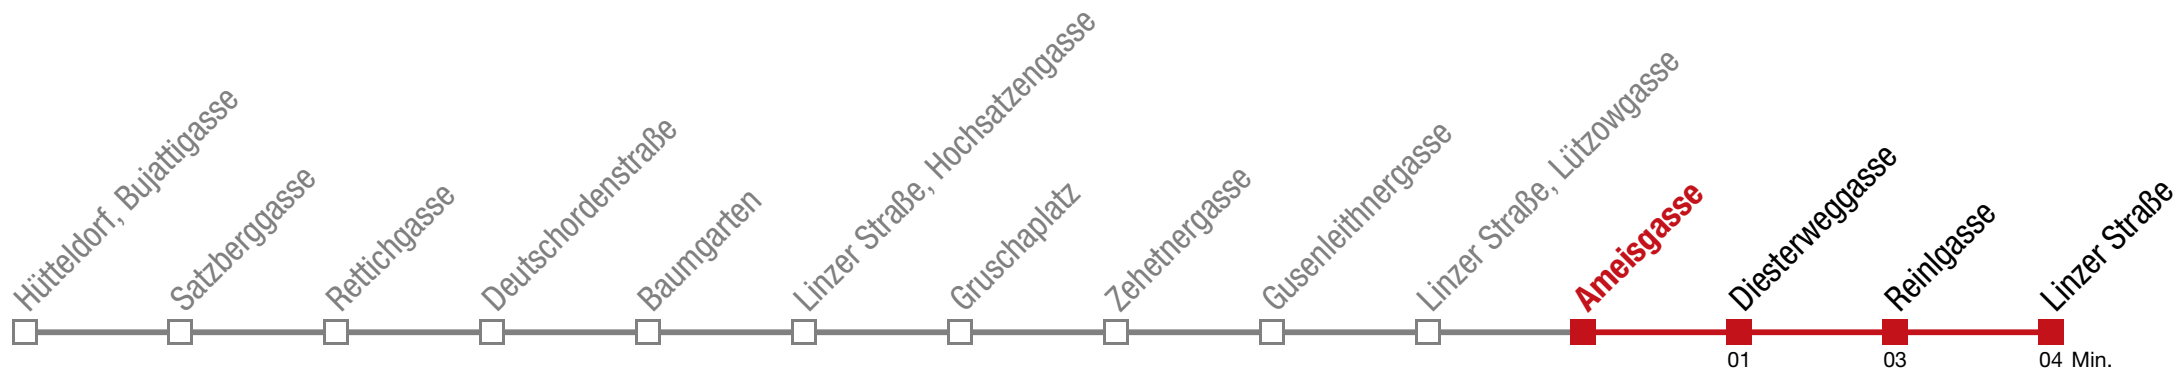 Hütteldorf, Bujattigasse
Satzberggasse
Rettichgasse
Deutschordenstraße
Baumgarten
Linzer Straße, Hochsatzengasse
Gruschaplatz
Zehetnergasse
Gusenleithnergasse
Linzer Straße, Lützowgasse
Ameisgasse
Diesterweggasse
Reinlgasse
Linzer Straße
01
03
04 Min.